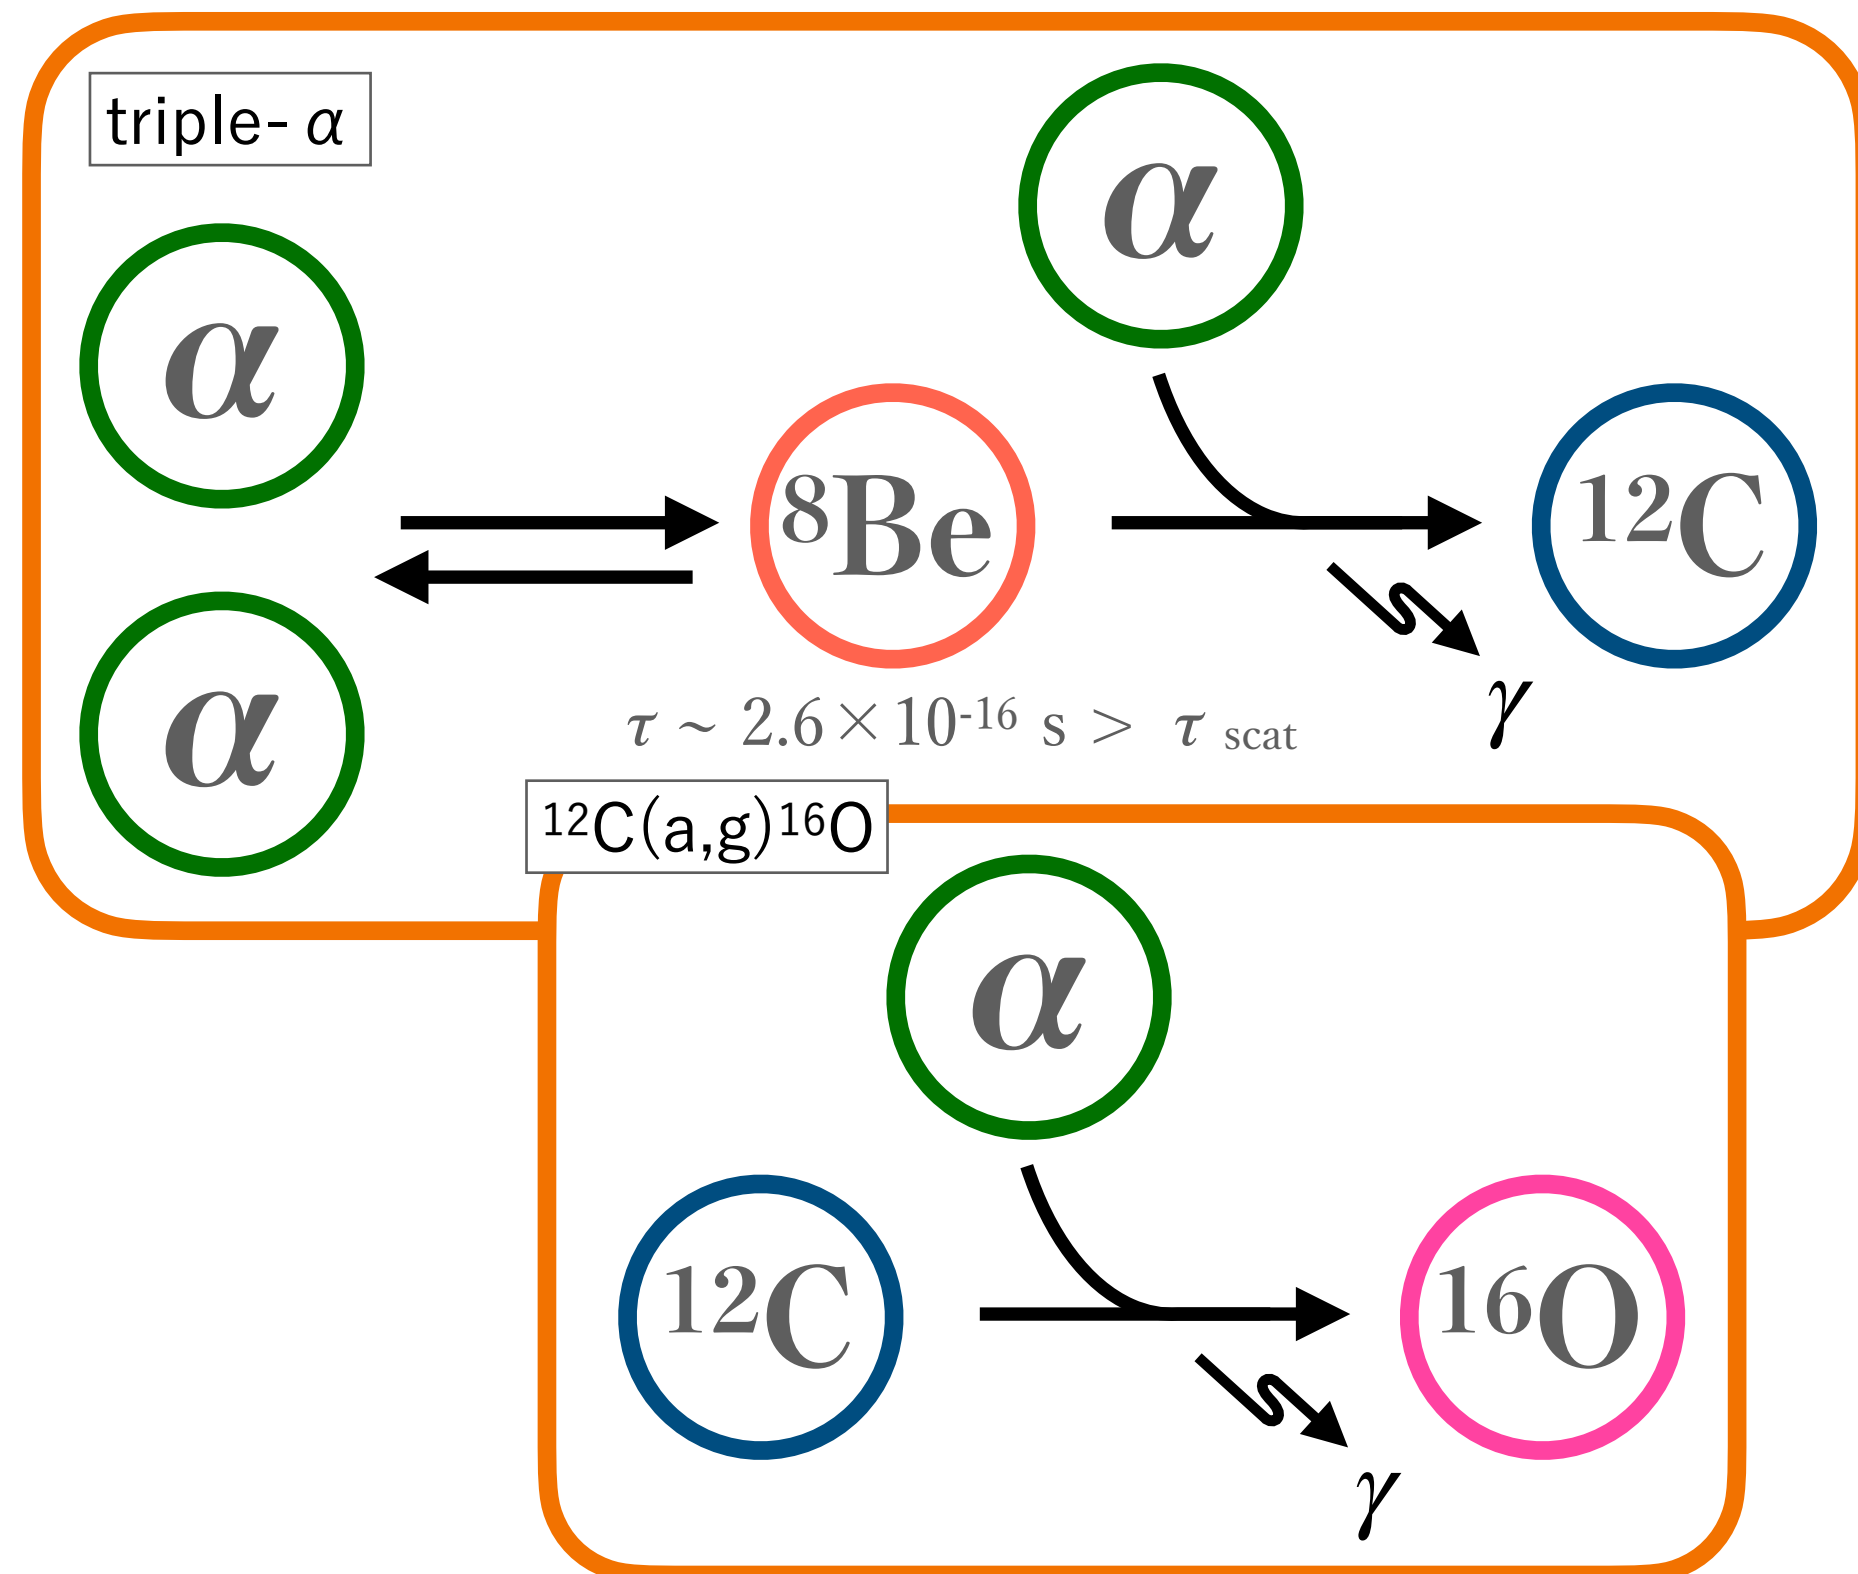 triple- α
α
α
α
⁸Be
¹²C
γ
τ ~ 2.6×10⁻¹⁶ s > τ scat
¹²C(a,g)¹⁶O
α
¹²C
¹⁶O
γ